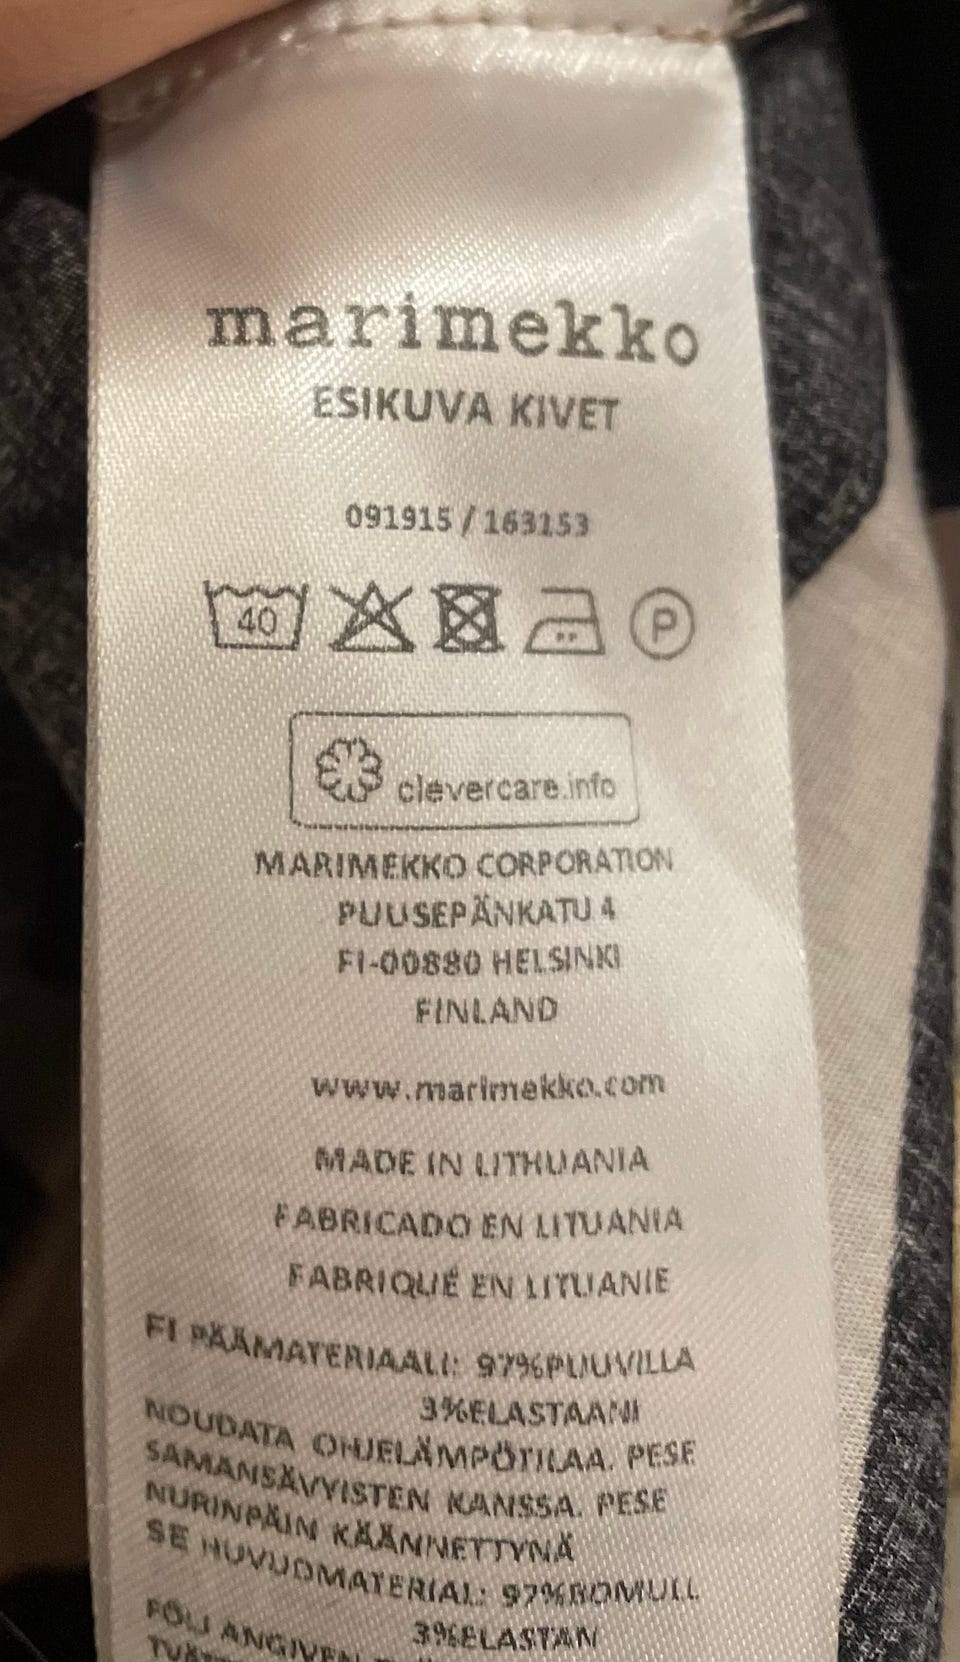 marimekko
ESIKUVA KIVET
091915 / 163153
40 P
clevercare.info
MARIMEKKO CORPORATION
PUUSEPÄNKATU 4
FI-00880 HELSINKI
FINLAND
www.marimekko.com
MADE IN LITHUANIA
FABRICADO EN LITUANIA
FABRIQUÉ EN LITUANIE
FI PÄÄMATERIAALI: 97%PUUVILLA
3%ELASTAANI
NOUDATA OHJELÄMPÖTILAA. PESE
SAMANSÄVYISTEN KANSSA. PESE
NURINPÄIN KÄÄNNETTYNÄ
SE HUVUDMATERIAL: 97%BOMULL
3%ELASTAN
FÖLJ ANGIVEN